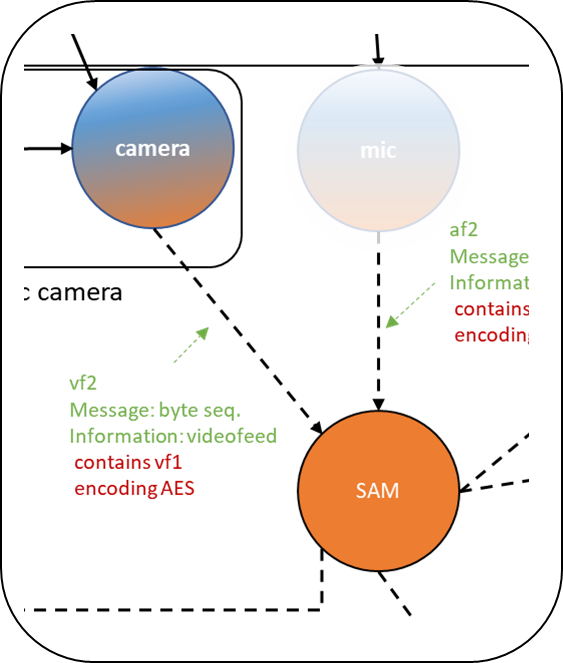 camera
mic
af2
Message
Informat
contains
encoding
c camera
vf2
Message: byte seq.
Information: videofeed
contains vf1
encoding AES
SAM